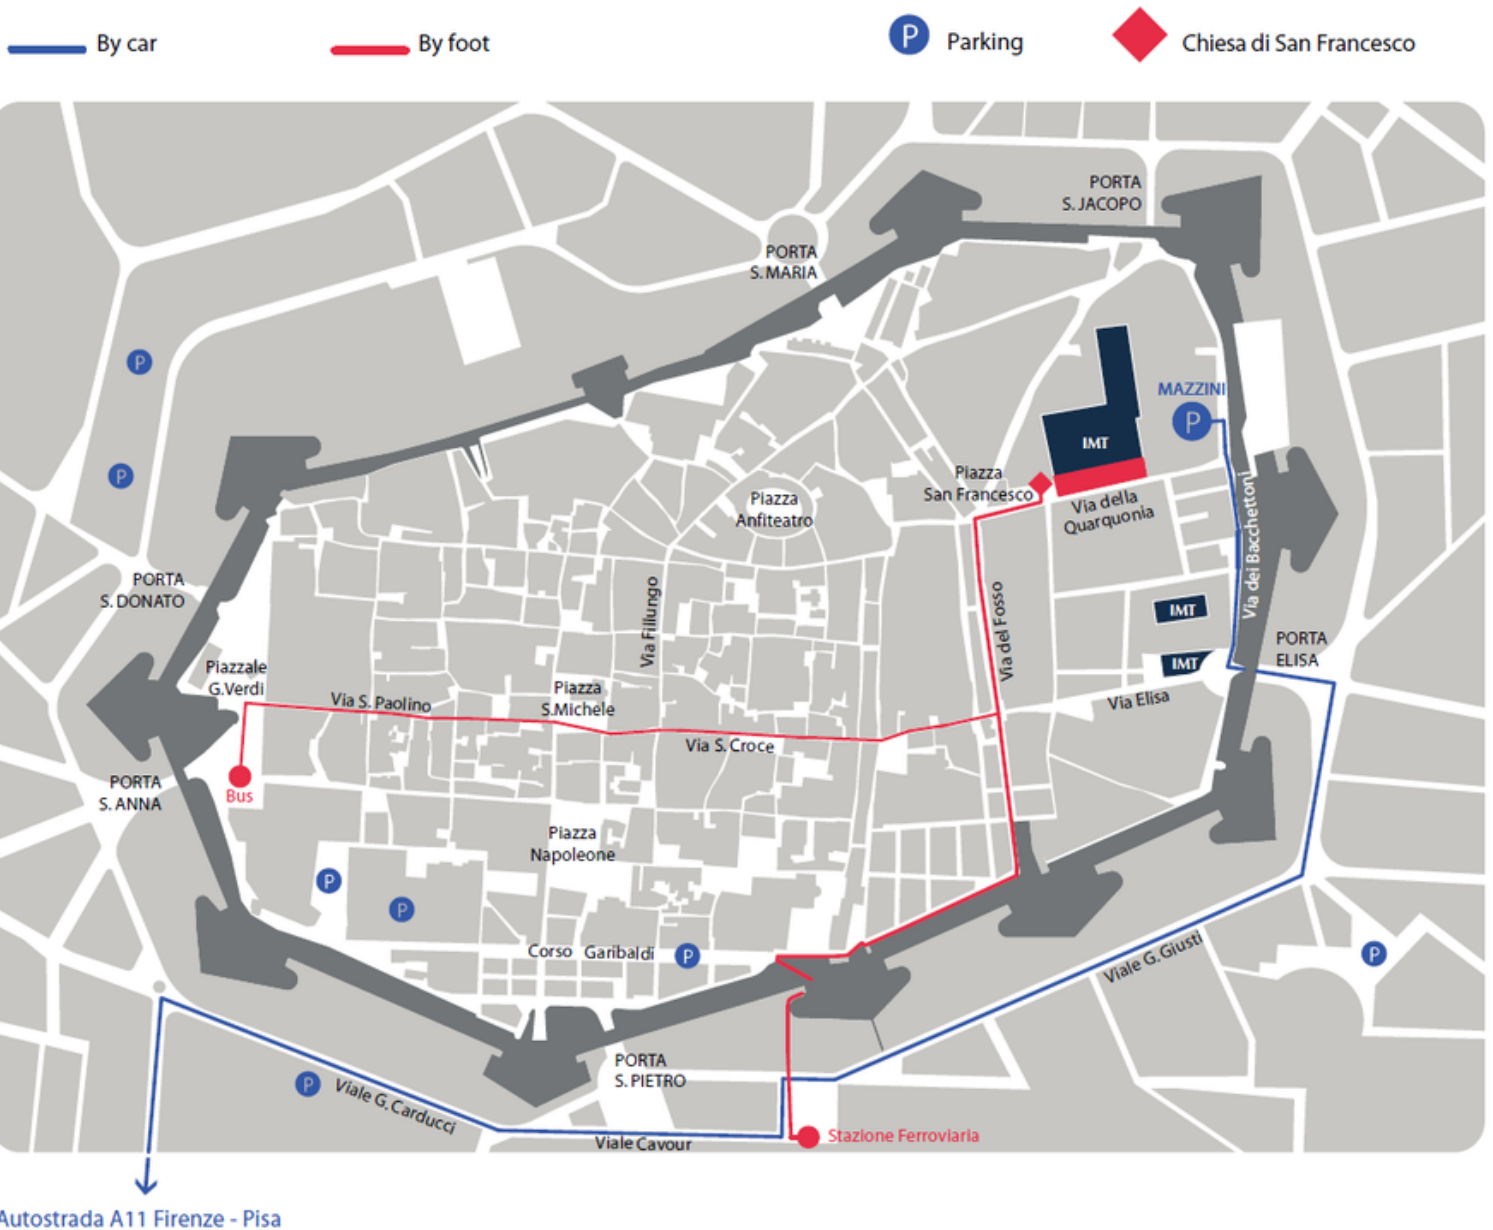 By car
By foot
P
Parking
Chiesa di San Francesco
PORTA
S. JACOPO
PORTA
S. MARIA
P
MAZZINI
P
IMT
P
Piazza
San Francesco
Piazza
Anfiteatro
Via della
Quarquonia
Via dei Bacchettoni
PORTA
S. DONATO
Via Fillungo
Via del Fosso
IMT
PORTA
ELISA
IMT
Piazzale
G.Verdi
Via S. Paolino
Piazza
S.Michele
Via Elisa
Via S. Croce
PORTA
S. ANNA
Bus
Piazza
Napoleone
P
P
Corso Garibaldi
P
Viale G. Giusti
P
PORTA
S. PIETRO
P
Viale G. Carducci
Viale Cavour
Stazione Ferroviaria
Autostrada A11 Firenze - Pisa